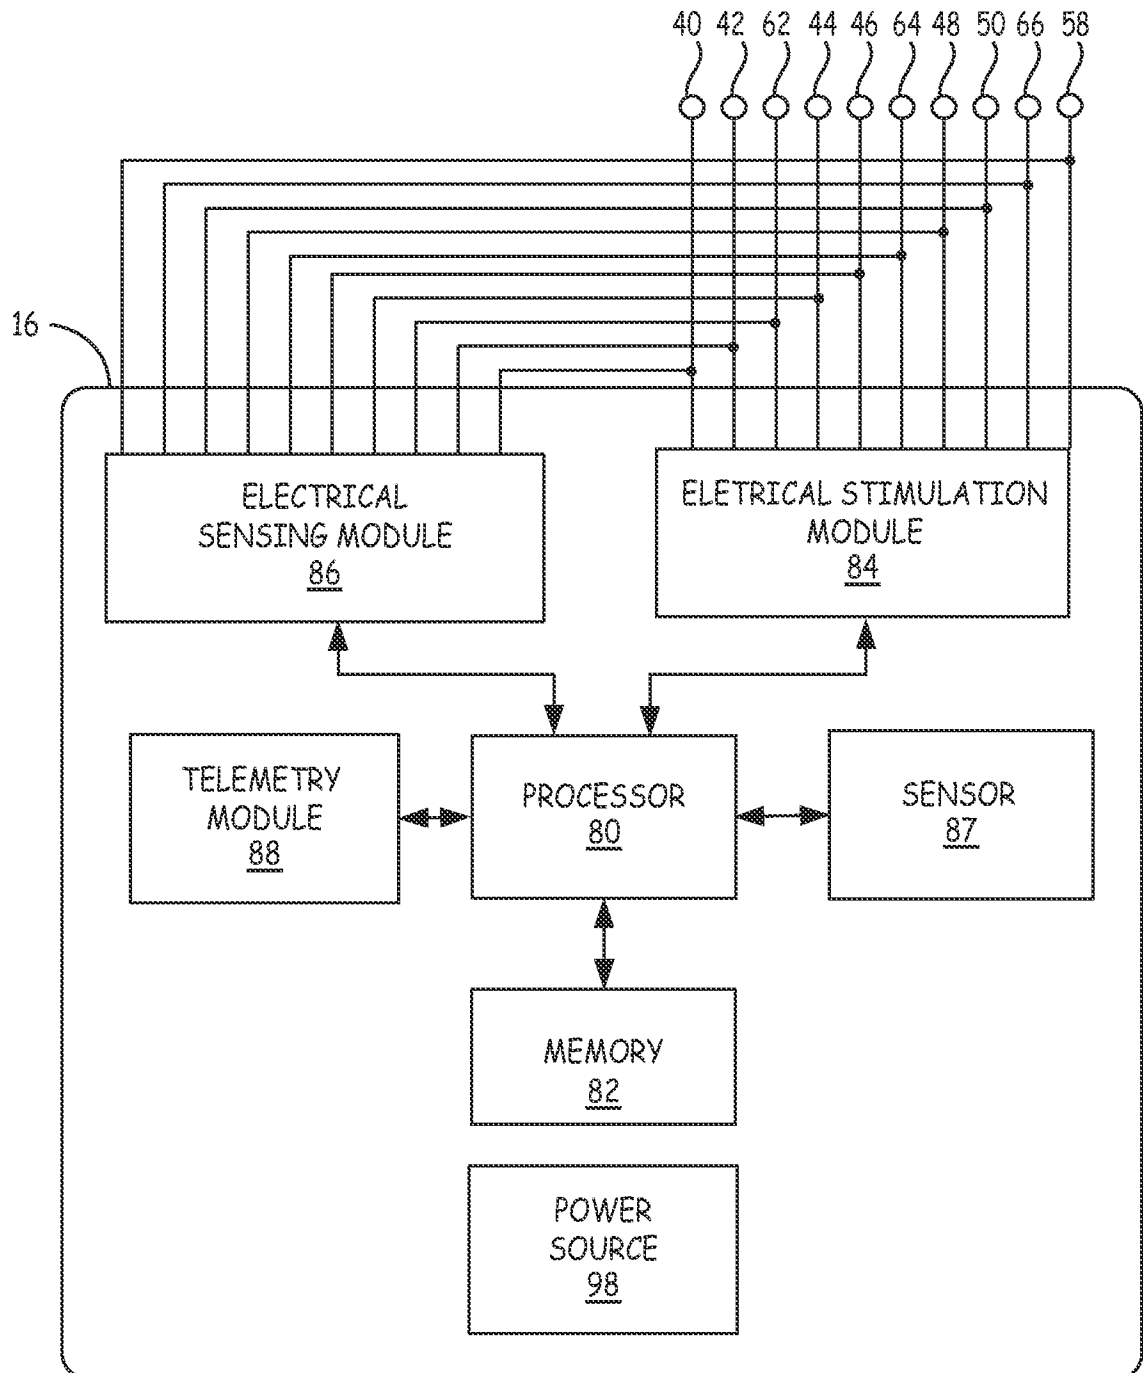 40 42 62 44 46 64 48 50 66 58
16
ELECTRICAL
SENSING MODULE
86
ELETRICAL STIMULATION
MODULE
84
TELEMETRY
MODULE
88
PROCESSOR
80
SENSOR
87
MEMORY
82
POWER
SOURCE
98